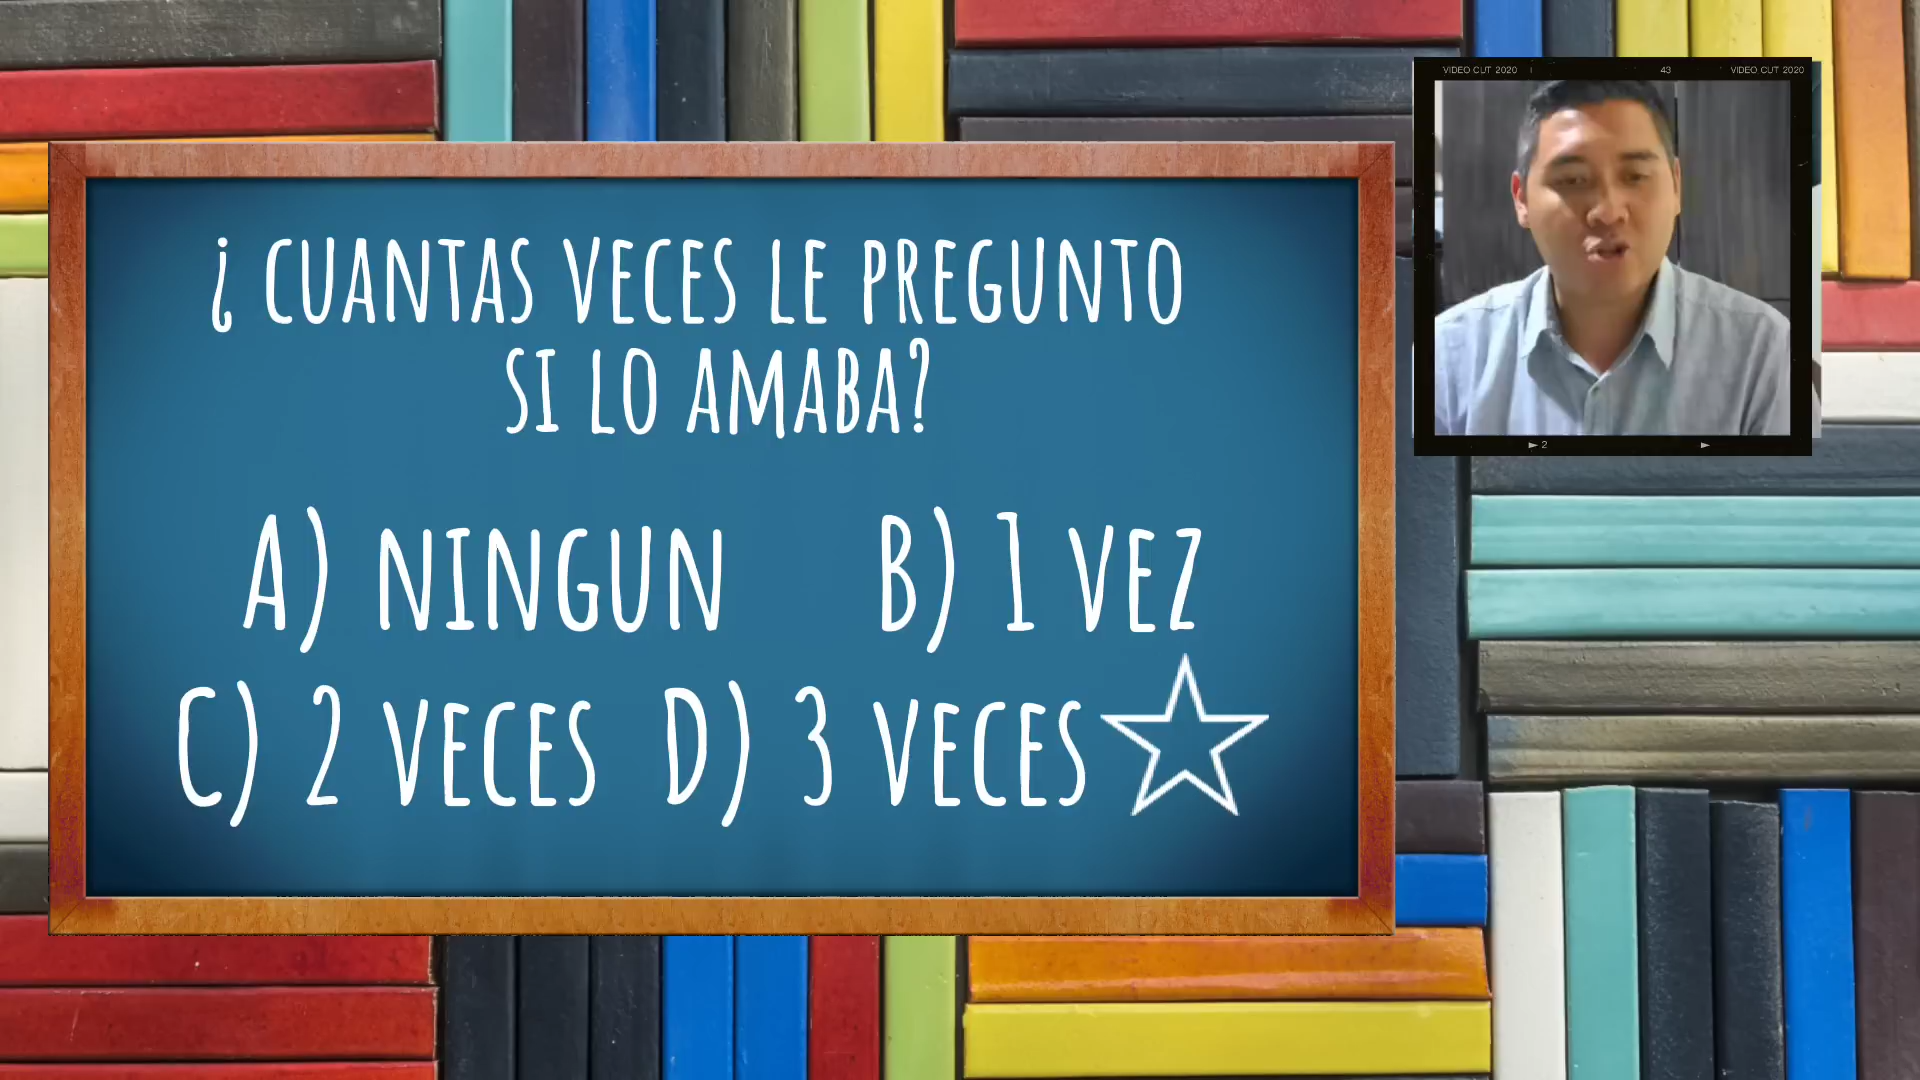 ¿ CUANTAS VECES LE PREGUNTO
SI LO AMABA?
A) NINGUN B) 1 VEZ
C) 2 VECES D) 3 VECES
VIDEO CUT 2020 43 VIDEO CUT 2020
2